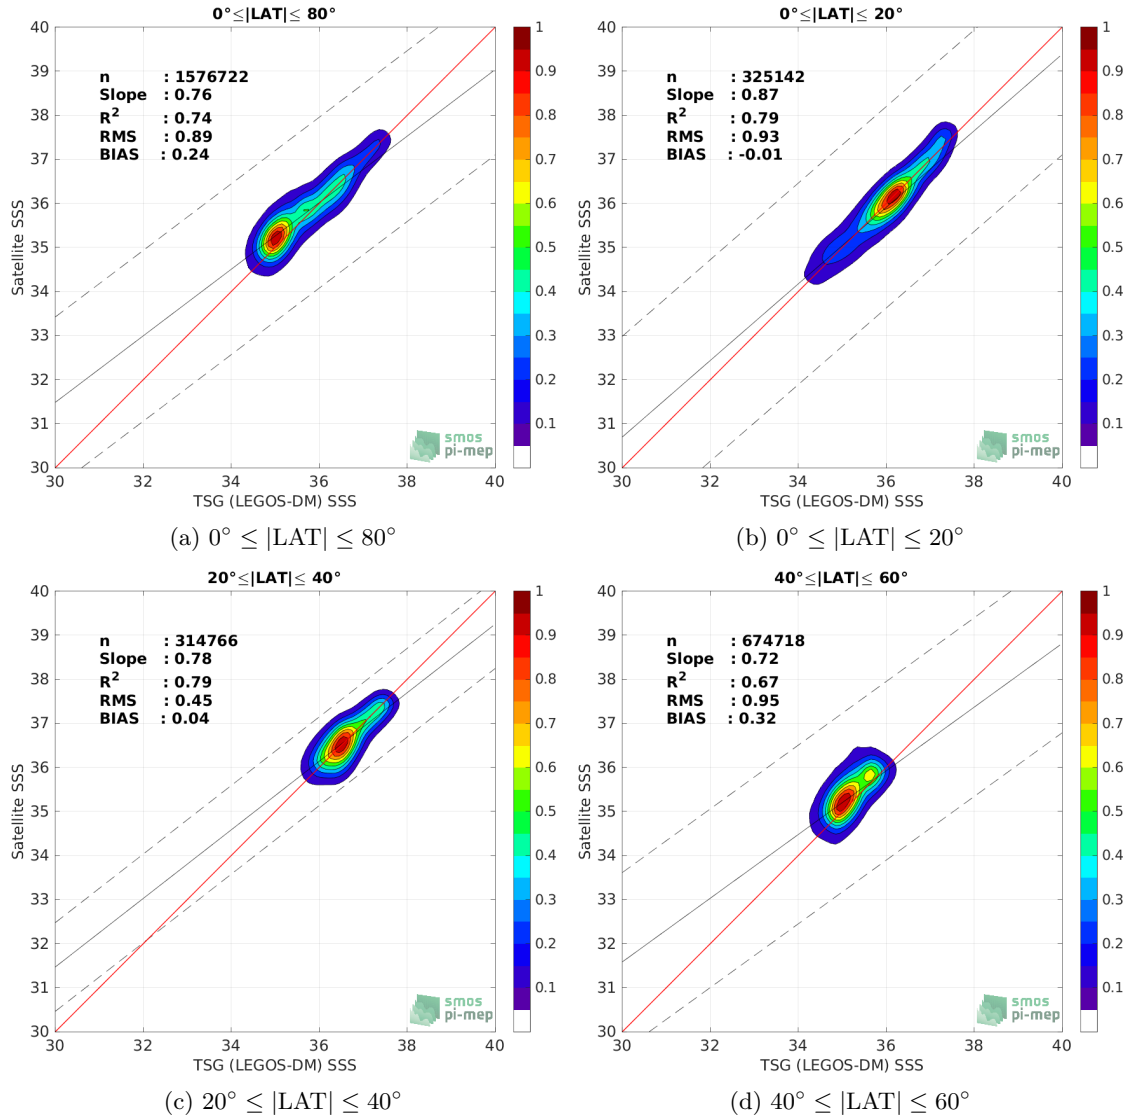 0°≤|LAT|≤ 80°
n : 1576722
Slope : 0.76
R² : 0.74
RMS : 0.89
BIAS : 0.24
40
39
38
37
36
35
34
33
32
31
30
30 32 34 36 38 40
Satellite SSS
TSG (LEGOS-DM) SSS
1
0.9
0.8
0.7
0.6
0.5
0.4
0.3
0.2
0.1
smos
pi-mep
(a) 0° ≤ |LAT| ≤ 80°
0°≤|LAT|≤ 20°
n : 325142
Slope : 0.87
R² : 0.79
RMS : 0.93
BIAS : -0.01
40
39
38
37
36
35
34
33
32
31
30
30 32 34 36 38 40
Satellite SSS
TSG (LEGOS-DM) SSS
1
0.9
0.8
0.7
0.6
0.5
0.4
0.3
0.2
0.1
smos
pi-mep
(b) 0° ≤ |LAT| ≤ 20°
20°≤|LAT|≤ 40°
n : 314766
Slope : 0.78
R² : 0.79
RMS : 0.45
BIAS : 0.04
40
39
38
37
36
35
34
33
32
31
30
30 32 34 36 38 40
Satellite SSS
TSG (LEGOS-DM) SSS
1
0.9
0.8
0.7
0.6
0.5
0.4
0.3
0.2
0.1
smos
pi-mep
(c) 20° ≤ |LAT| ≤ 40°
40°≤|LAT|≤ 60°
n : 674718
Slope : 0.72
R² : 0.67
RMS : 0.95
BIAS : 0.32
40
39
38
37
36
35
34
33
32
31
30
30 32 34 36 38 40
Satellite SSS
TSG (LEGOS-DM) SSS
1
0.9
0.8
0.7
0.6
0.5
0.4
0.3
0.2
0.1
smos
pi-mep
(d) 40° ≤ |LAT| ≤ 60°